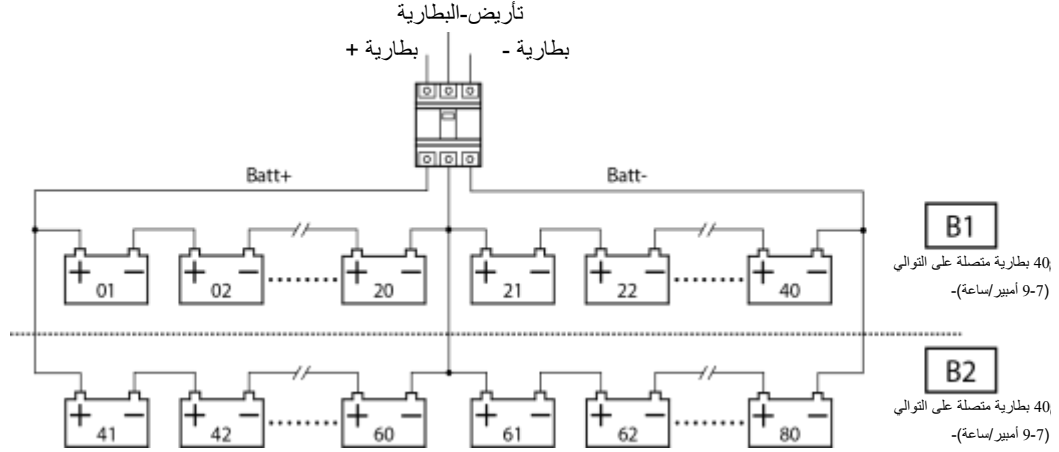 تأريض-البطارية
بطارية + بطارية -
Batt+ Batt-
B1
40 بطارية متصلة على التوالي
(7-9 أمبير/ساعة)-
+ - + - + - + - + - + -
01 02 20 21 22 40
B2
40 بطارية متصلة على التوالي
(7-9 أمبير/ساعة)-
+ - + - + - + - + - + -
41 42 60 61 62 80